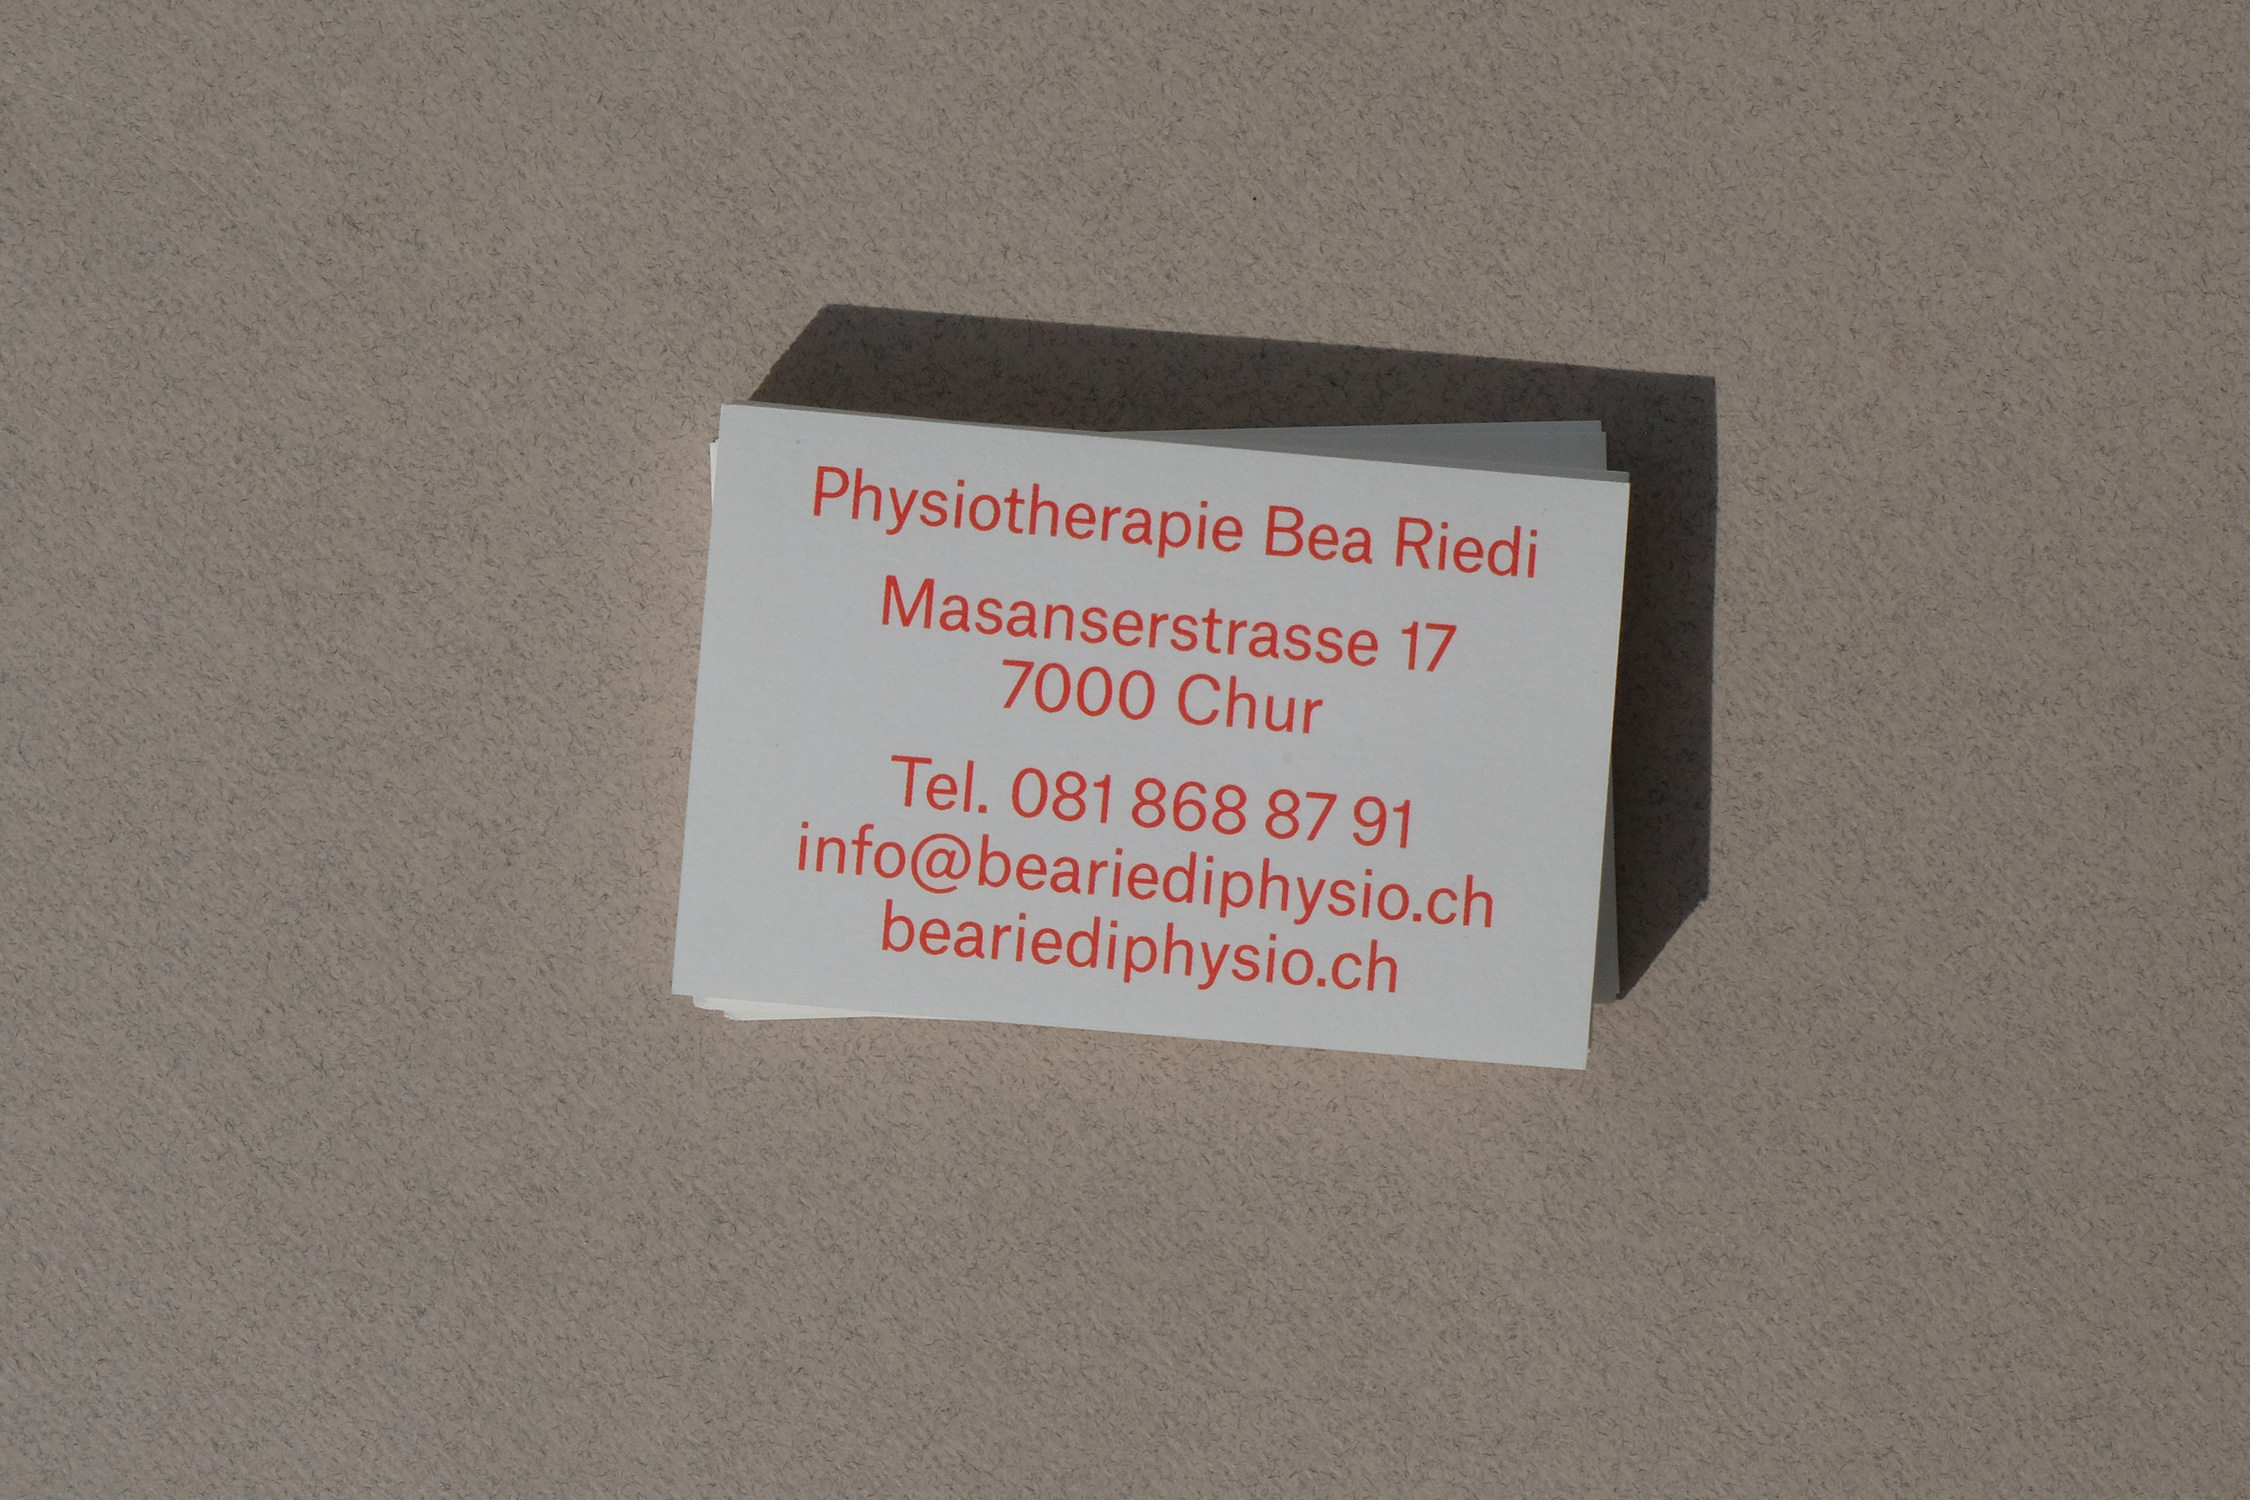 Physiotherapie Bea Riedi
Masanserstrasse 17
7000 Chur
Tel. 081 868 87 91
info@beariediphysio.ch
beariediphysio.ch